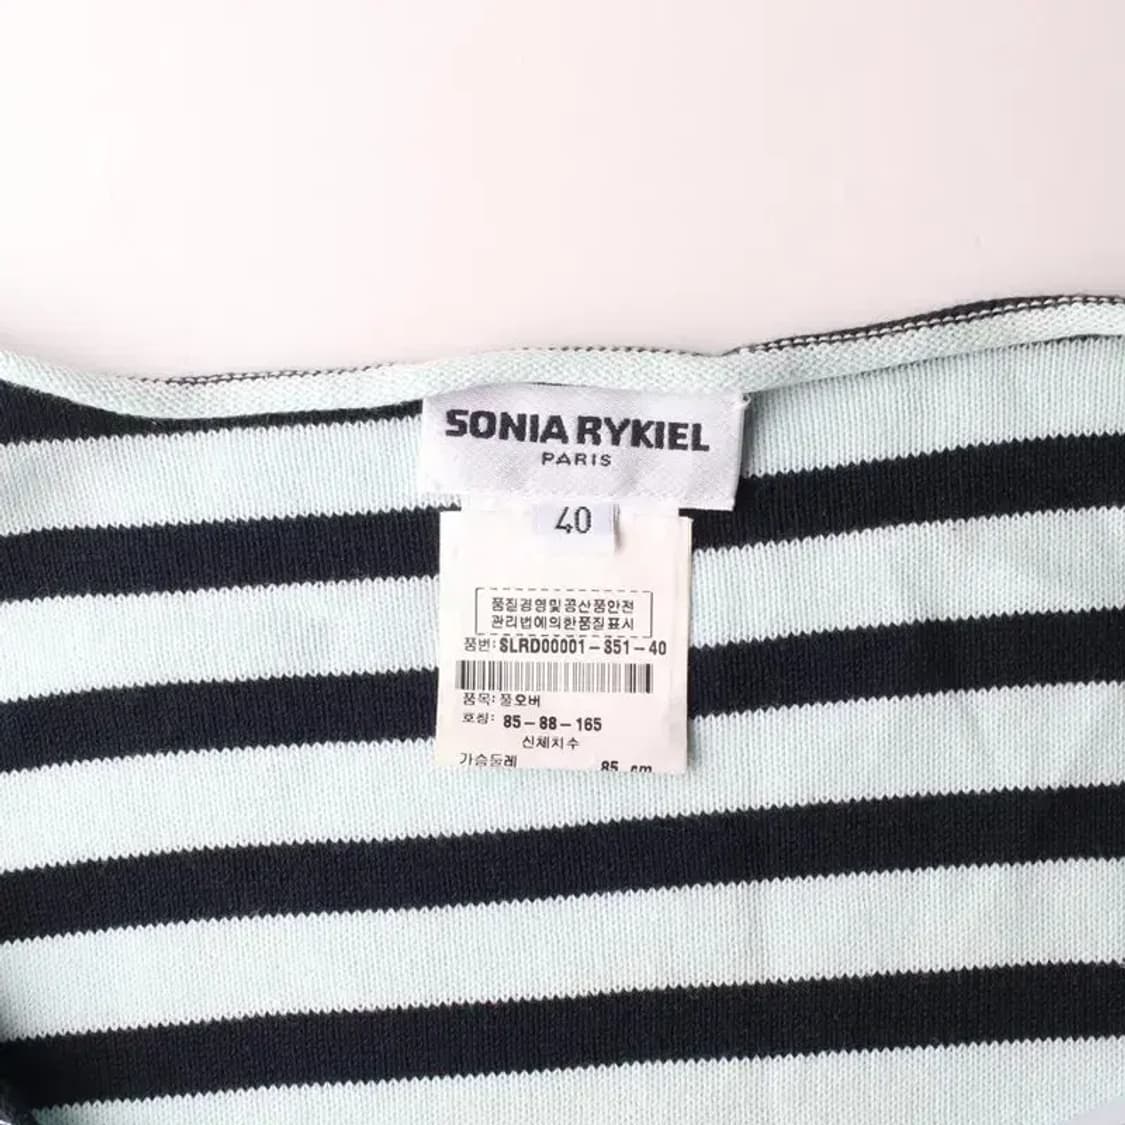 SONIA RYKIEL
PARIS
40
품질경영및공산품안전
관리법에의한품질표시
품번: SLRD00001-851-40
품목: 풀오버
호칭: 85-88-165
신체치수
가슴둘레 85 cm